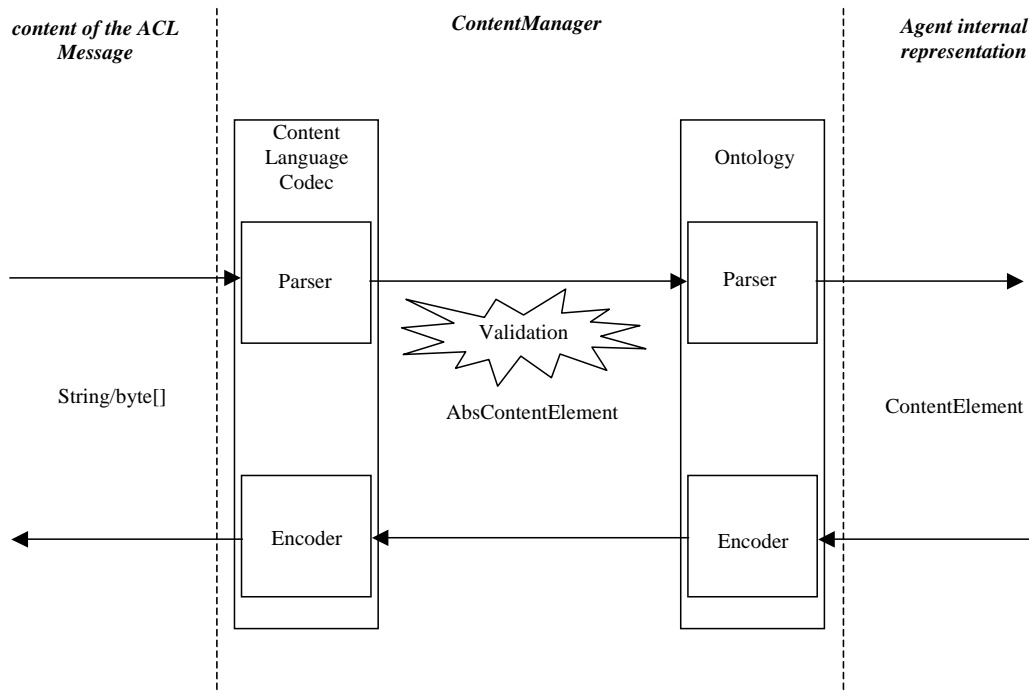 content of the ACL
Message
ContentManager
Agent internal
representation
Content
Language
Codec
Ontology
Parser
Parser
Validation
String/byte[]
AbsContentElement
ContentElement
Encoder
Encoder